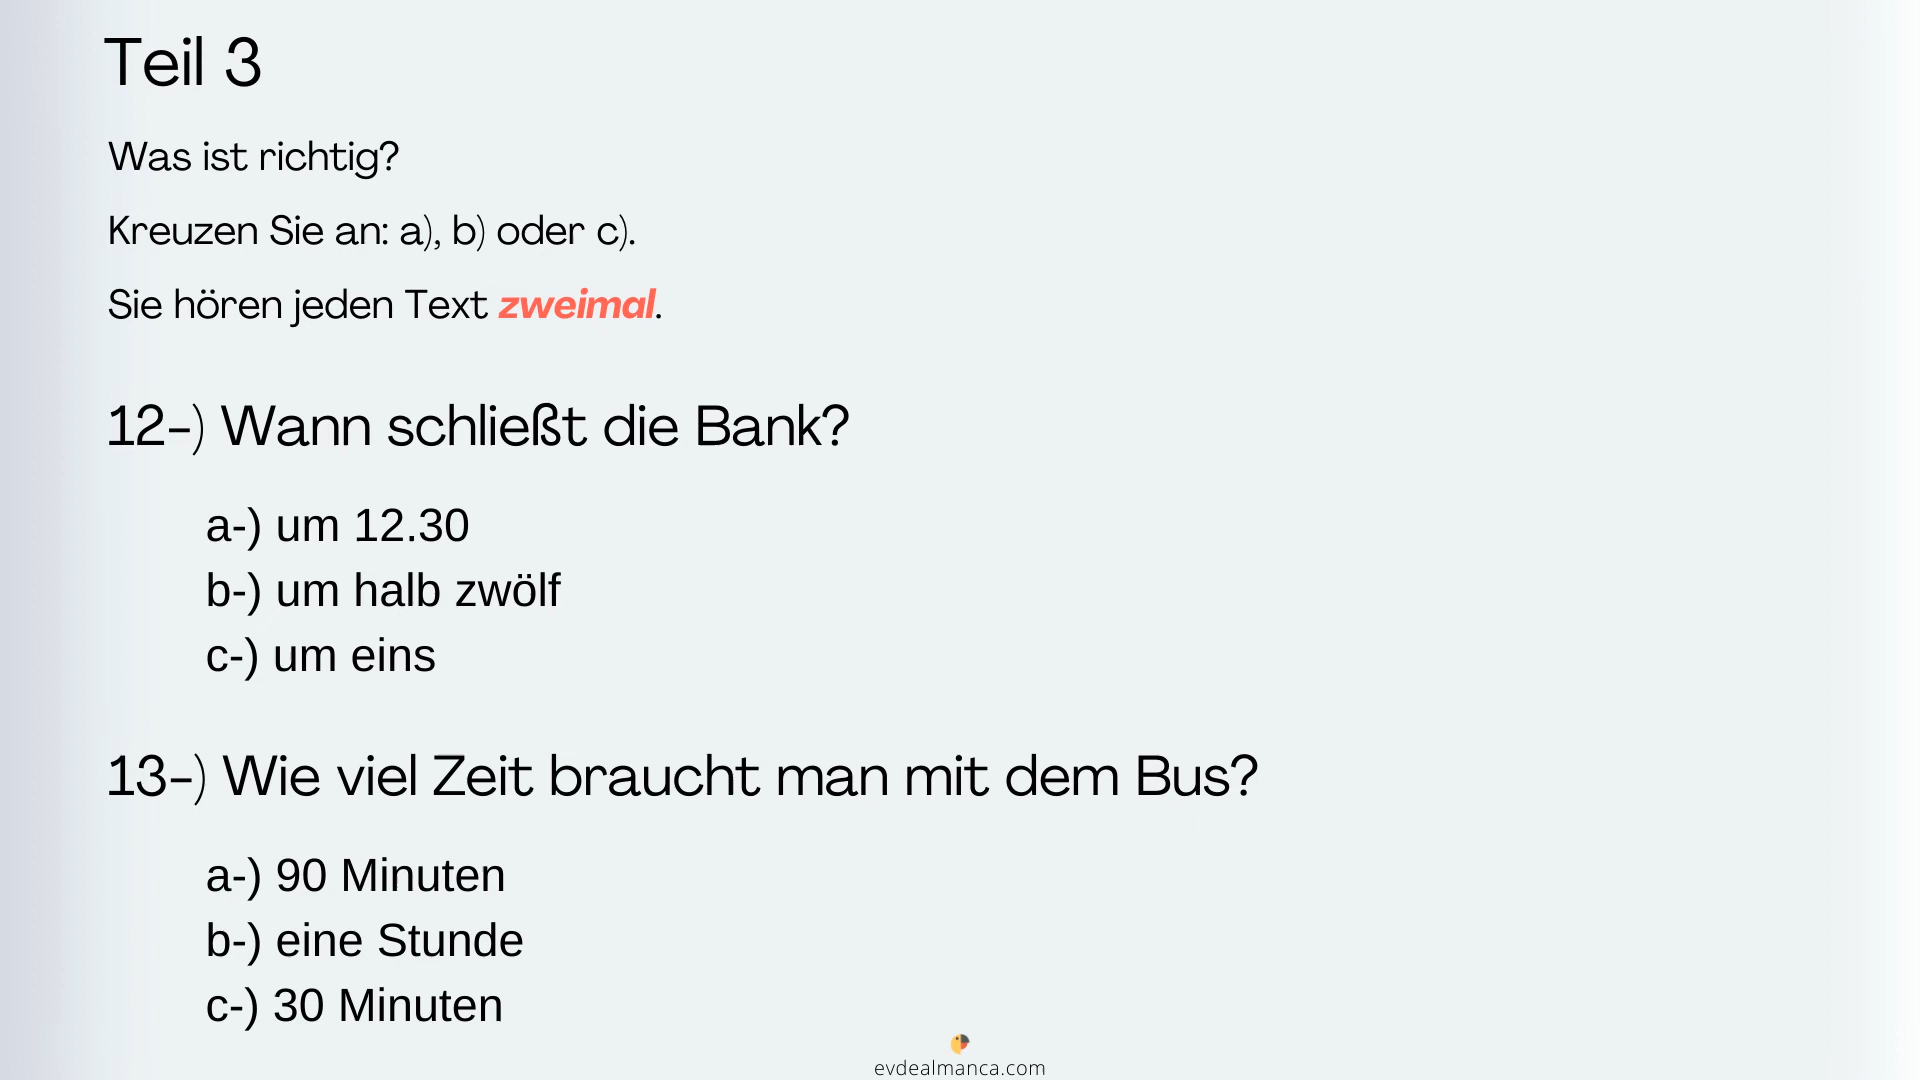 Teil 3
Was ist richtig?
Kreuzen Sie an: a), b) oder c).
Sie hören jeden Text zweimal.
12-) Wann schließt die Bank?
a-) um 12.30
b-) um halb zwölf
c-) um eins
13-) Wie viel Zeit braucht man mit dem Bus?
a-) 90 Minuten
b-) eine Stunde
c-) 30 Minuten
evdealmanca.com